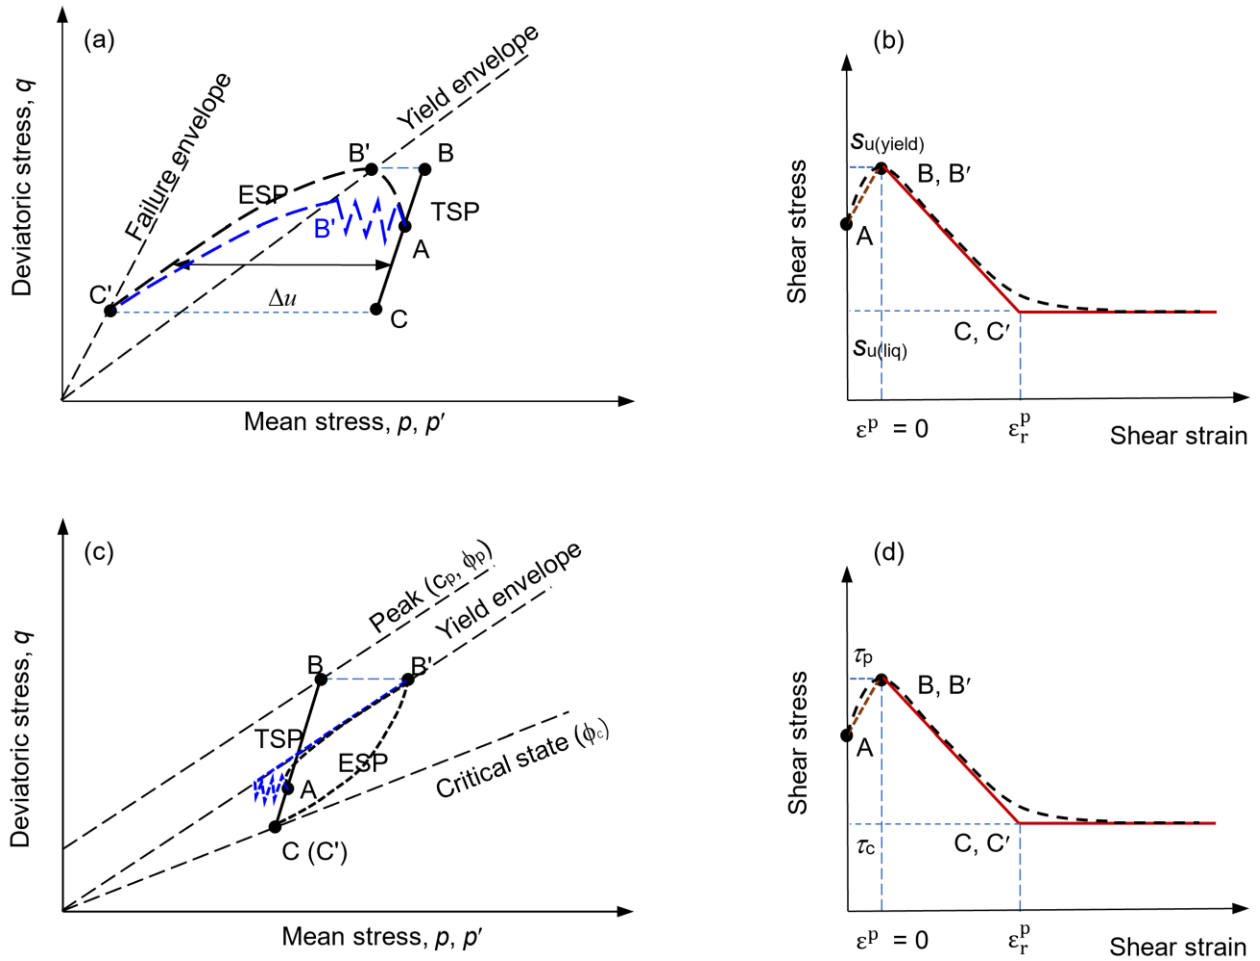 (a)
Deviatoric stress, q
Failure envelope
Yield envelope
B'
B
ESP
TSP
B'
A
C'
Δu
C
Mean stress, p, p'
(b)
Shear stress
su(yield)
B, B'
A
C, C'
su(liq)
εᵖ = 0
εᵣᵖ
Shear strain
(c)
Deviatoric stress, q
Peak (cₚ, ϕₚ)
Yield envelope
B
B'
TSP
ESP
A
Critical state (ϕc)
C (C')
Mean stress, p, p'
(d)
Shear stress
τₚ
B, B'
A
C, C'
τc
εᵖ = 0
εᵣᵖ
Shear strain